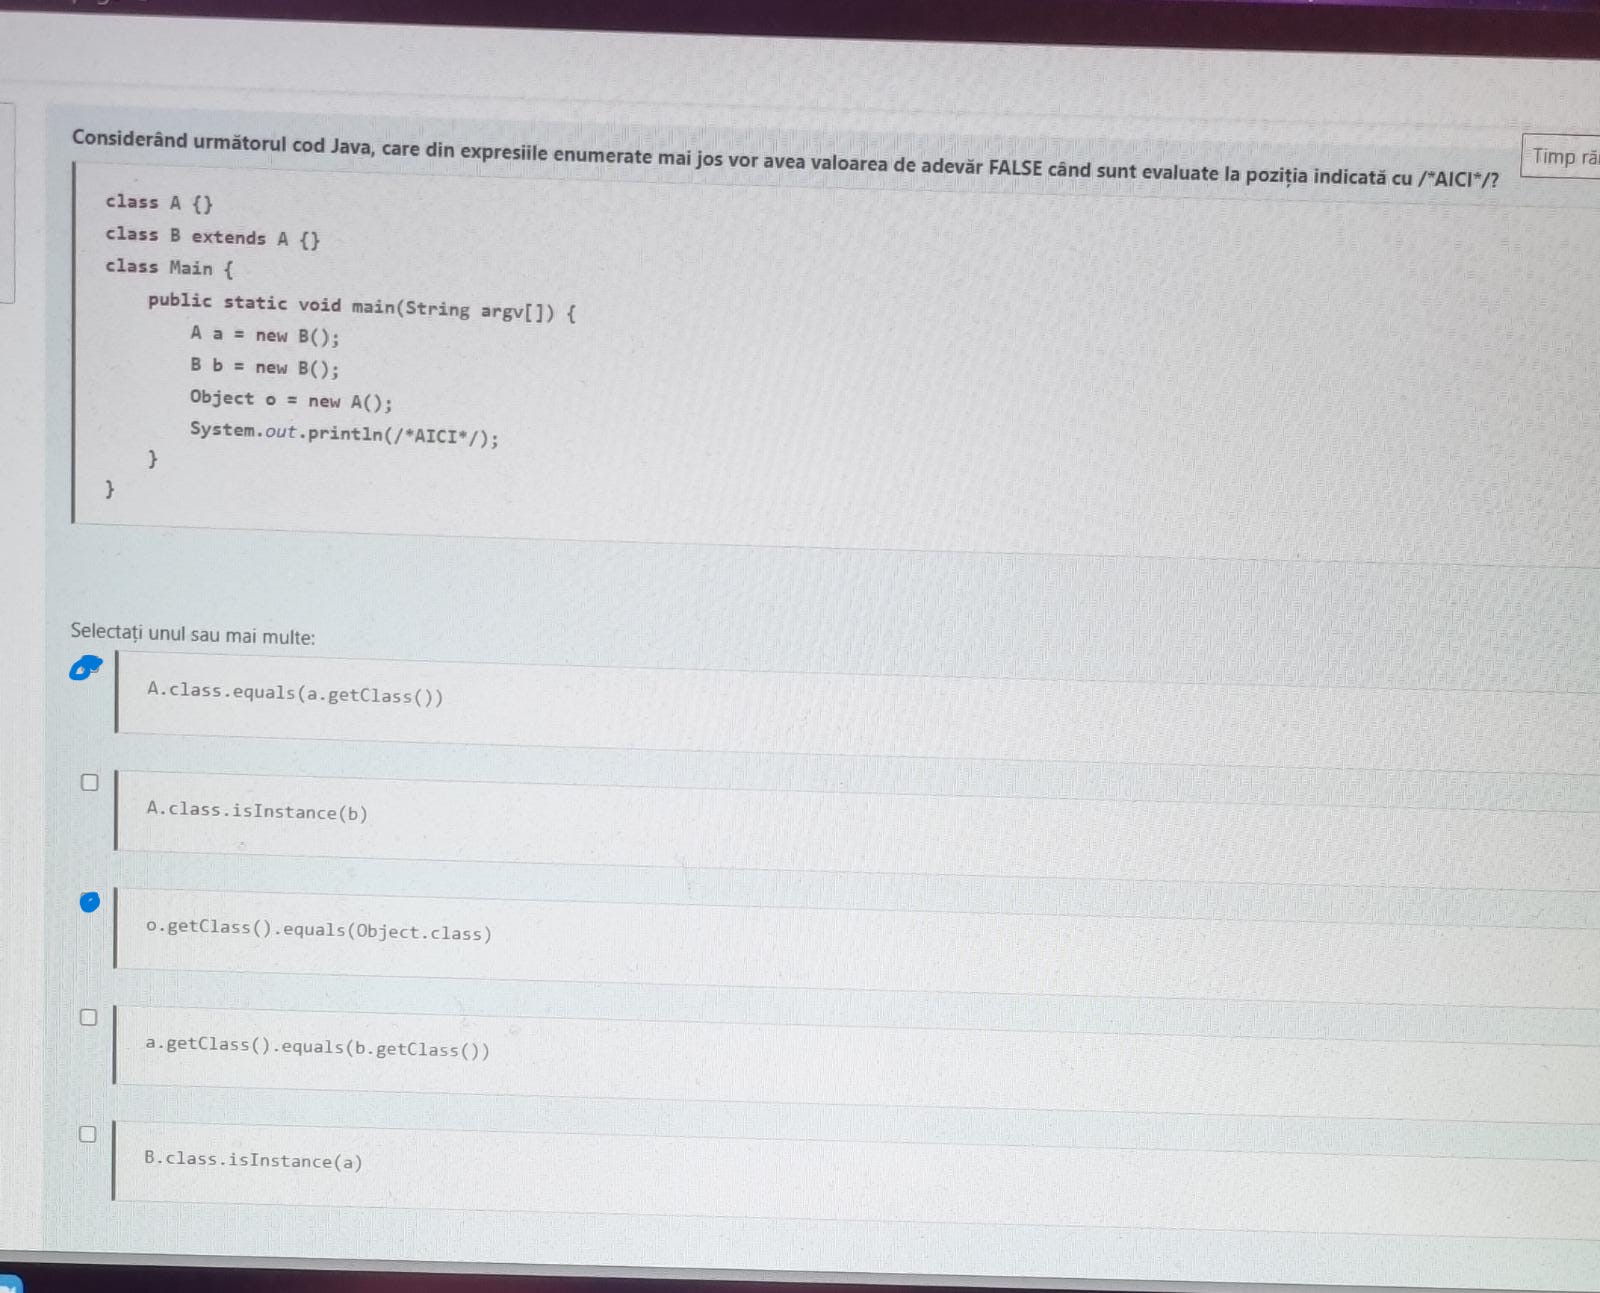 Considerând următorul cod Java, care din expresiile enumerate mai jos vor avea valoarea de adevăr FALSE când sunt evaluate la poziția indicată cu /*AICI*/?
Timp
class A {}
class B extends A {}
class Main {
public static void main(String argv[]) {
A a = new B();
B b = new B();
Object o = new A();
System.out.println(/*AICI*/);
}
}
Selectați unul sau mai multe:
A.class.equals(a.getClass())
A.class.isInstance(b)
o.getClass().equals(Object.class)
a.getClass().equals(b.getClass())
B.class.isInstance(a)